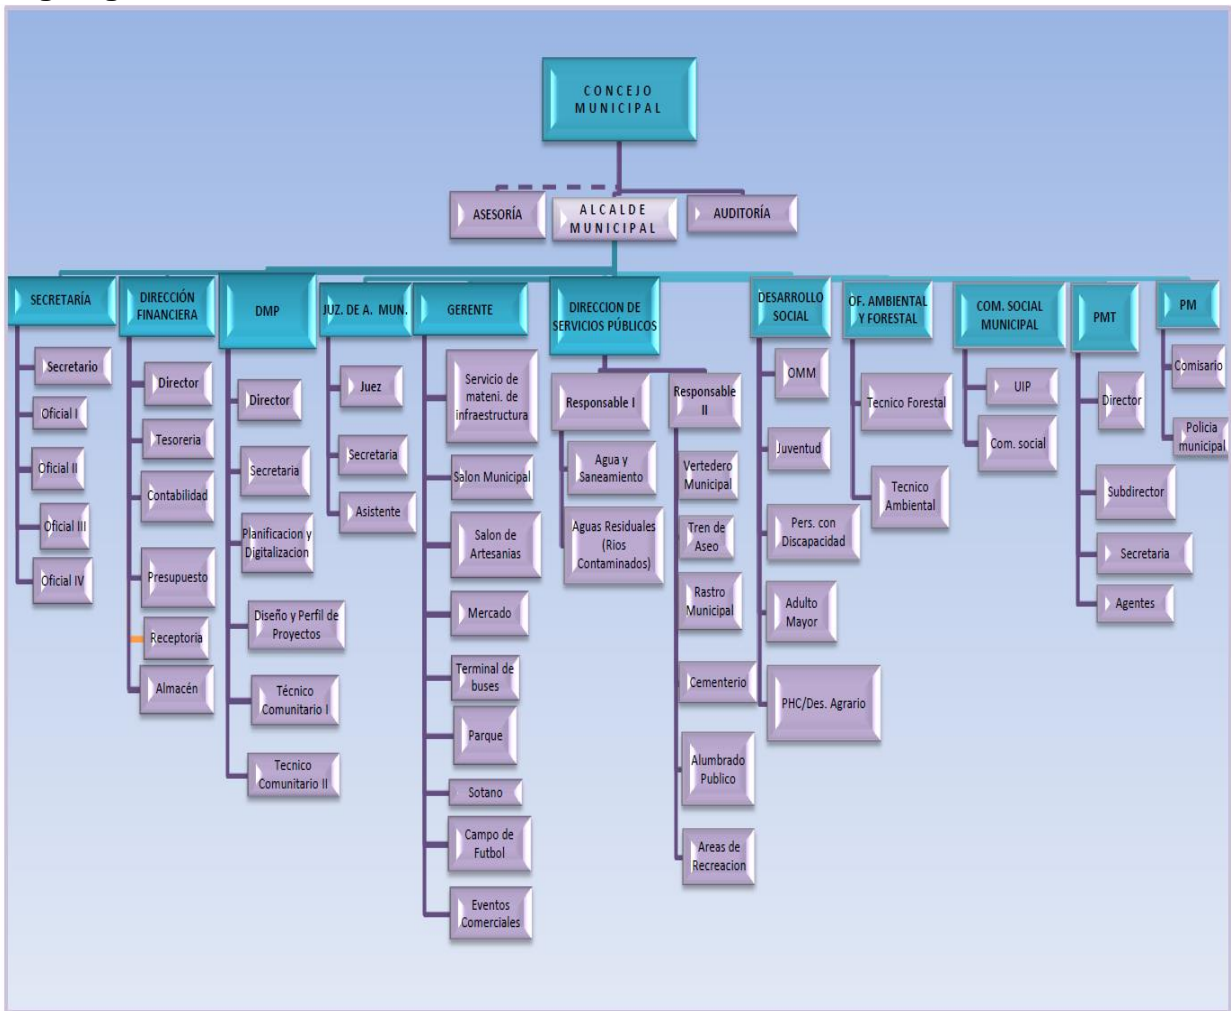 CONCEJO
MUNICIPAL
ASESORÍA
ALCALDE
MUNICIPAL
AUDITORÍA
SECRETARÍA
Secretario
Oficial I
Oficial II
Oficial III
Oficial IV
DIRECCIÓN
FINANCIERA
Director
Tesoreria
Contabilidad
Presupuesto
Receptoria
Almacén
DMP
Director
Secretaria
Planificacion y
Digitalizacion
Diseño y Perfil de
Proyectos
Técnico
Comunitario I
Tecnico
Comunitario II
JUZ. DE A. MUN.
Juez
Secretaria
Asistente
GERENTE
Servicio de
mateni. de
infraestructura
Salon Municipal
Salon de
Artesanias
Mercado
Terminal de
buses
Parque
Sotano
Campo de
Futbol
Eventos
Comerciales
DIRECCION DE
SERVICIOS PÚBLICOS
Responsable I
Agua y
Saneamiento
Aguas Residuales
(Rios
Contaminados)
Responsable
II
Vertedero
Municipal
Tren de
Aseo
Rastro
Municipal
Cementerio
Alumbrado
Publico
Areas de
Recreacion
DESARROLLO
SOCIAL
OMM
Juventud
Pers. con
Discapacidad
Adulto
Mayor
PHC/Des. Agrario
OF. AMBIENTAL
Y FORESTAL
Tecnico Forestal
Tecnico
Ambiental
COM. SOCIAL
MUNICIPAL
UIP
Com. social
PMT
Director
Subdirector
Secretaria
Agentes
PM
Comisario
Policia
municipal